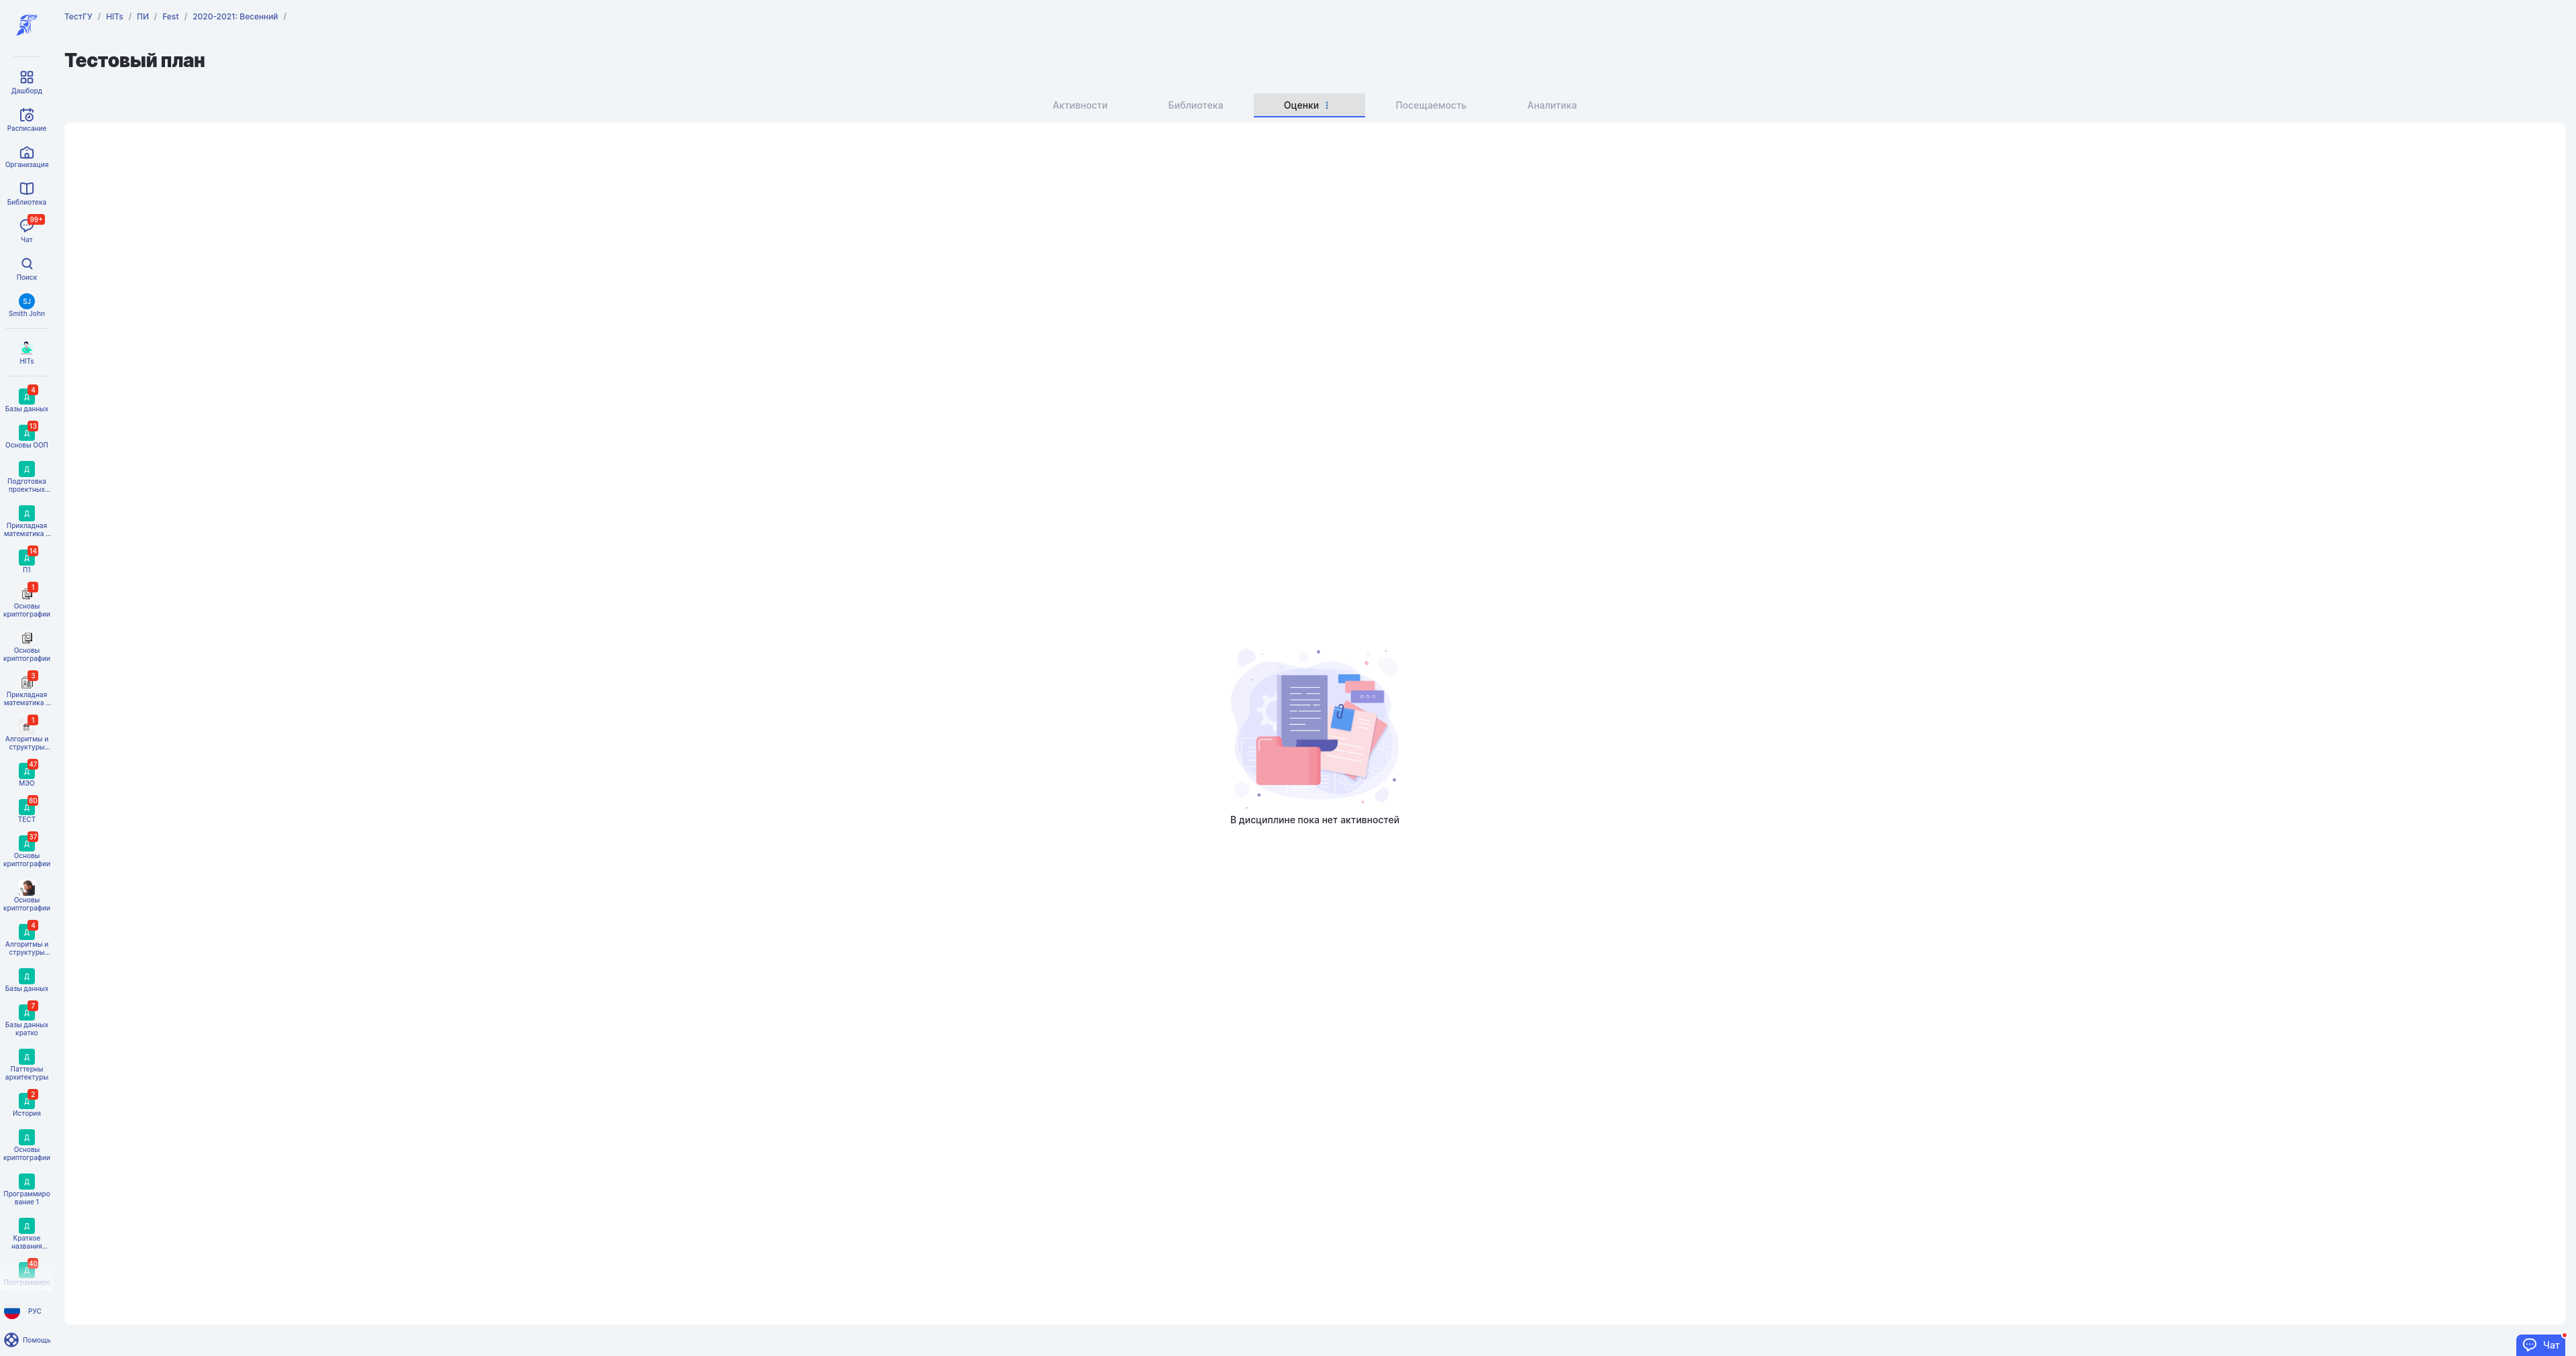 ТестГУ / HITs / ПИ / Fest / 2020-2021: Весенний /
Тестовый план
Активности
Библиотека
Оценки
Посещаемость
Аналитика
В дисциплине пока нет активностей
Дашборд
Расписание
Организация
Библиотека
99+
Чат
Поиск
SJ
Smith John
HITs
4
Д
Базы данных
13
Д
Основы ООП
Д
Подготовка
проектных...
Д
Прикладная
математика ...
14
Д
П1
1
Основы
криптографии
Основы
криптографии
3
Прикладная
математика ...
1
Алгоритмы и
структуры...
47
Д
МЭО
80
Д
ТЕСТ
37
Д
Основы
криптографии
Основы
криптографии
4
Д
Алгоритмы и
структуры...
Д
Базы данных
7
Д
Базы данных
кратко
Д
Паттерны
архитектуры
2
Д
История
Д
Основы
криптографии
Д
Программиро
вание 1
Д
Краткое
названия...
40
Д
Программиро
РУС
Помощь
Чат